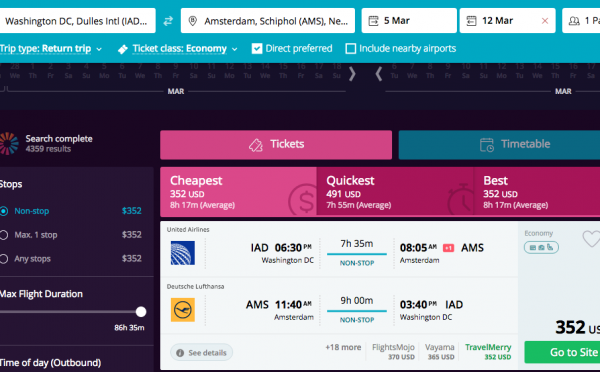 Washington DC, Dulles Intl (IAD...
Amsterdam, Schiphol (AMS), Ne...
5 Mar
12 Mar
1 Pa
Trip type: Return trip
Ticket class: Economy
Direct preferred
Include nearby airports
MAR
MAR
Search complete
4359 results
Tickets
Timetable
Stops
Non-stop $352
Max. 1 stop $352
Any stops $352
Max Flight Duration
86h 35m
Time of day (Outbound)
Cheapest
352 USD
8h 17m (Average)
Quickest
491 USD
7h 55m (Average)
Best
352 USD
8h 17m (Average)
United Airlines
IAD 06:30 PM
Washington DC
7h 35m
NON-STOP
08:05 AM +1 AMS
Amsterdam
Deutsche Lufthansa
AMS 11:40 AM
Amsterdam
9h 00m
NON-STOP
03:40 PM IAD
Washington DC
See details
+18 more
FlightsMojo
370 USD
Vayama
365 USD
TravelMerry
352 USD
Economy
352 US
Go to Site